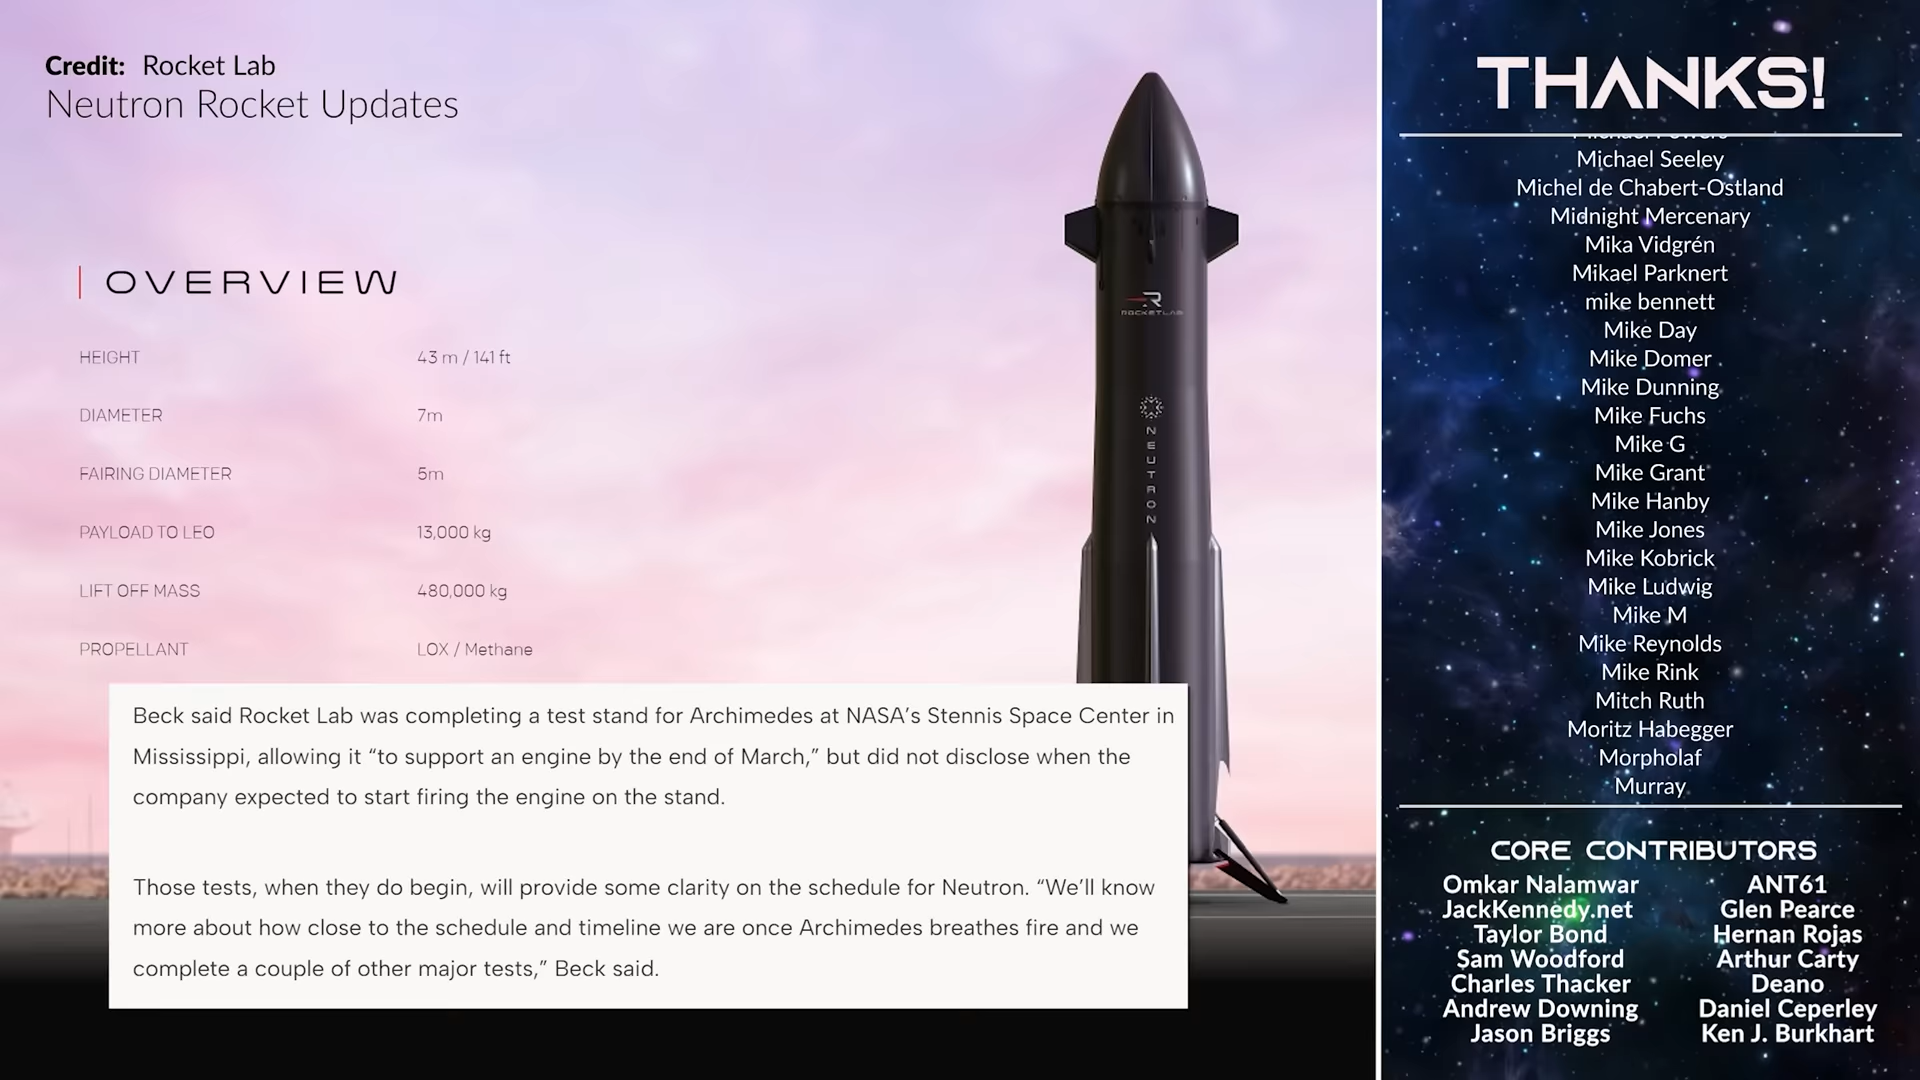 Credit: Rocket Lab
Neutron Rocket Updates
OVERVIEW
HEIGHT 43 m / 141 ft
DIAMETER 7m
FAIRING DIAMETER 5m
PAYLOAD TO LEO 13,000 kg
LIFT OFF MASS 480,000 kg
PROPELLANT LOX / Methane
ROCKETLAB
NEUTRON
Beck said Rocket Lab was completing a test stand for Archimedes at NASA’s Stennis Space Center in
Mississippi, allowing it “to support an engine by the end of March,” but did not disclose when the
company expected to start firing the engine on the stand.
Those tests, when they do begin, will provide some clarity on the schedule for Neutron. “We’ll know
more about how close to the schedule and timeline we are once Archimedes breathes fire and we
complete a couple of other major tests,” Beck said.
THANKS!
Michael Seeley
Michel de Chabert-Ostland
Midnight Mercenary
Mika Vidgrén
Mikael Parknert
mike bennett
Mike Day
Mike Domer
Mike Dunning
Mike Fuchs
Mike G
Mike Grant
Mike Hanby
Mike Jones
Mike Kobrick
Mike Ludwig
Mike M
Mike Reynolds
Mike Rink
Mitch Ruth
Moritz Habegger
Morpholaf
Murray
CORE CONTRIBUTORS
Omkar Nalamwar ANT61
JackKennedy.net Glen Pearce
Taylor Bond Hernan Rojas
Sam Woodford Arthur Carty
Charles Thacker Deano
Andrew Downing Daniel Ceperley
Jason Briggs Ken J. Burkhart